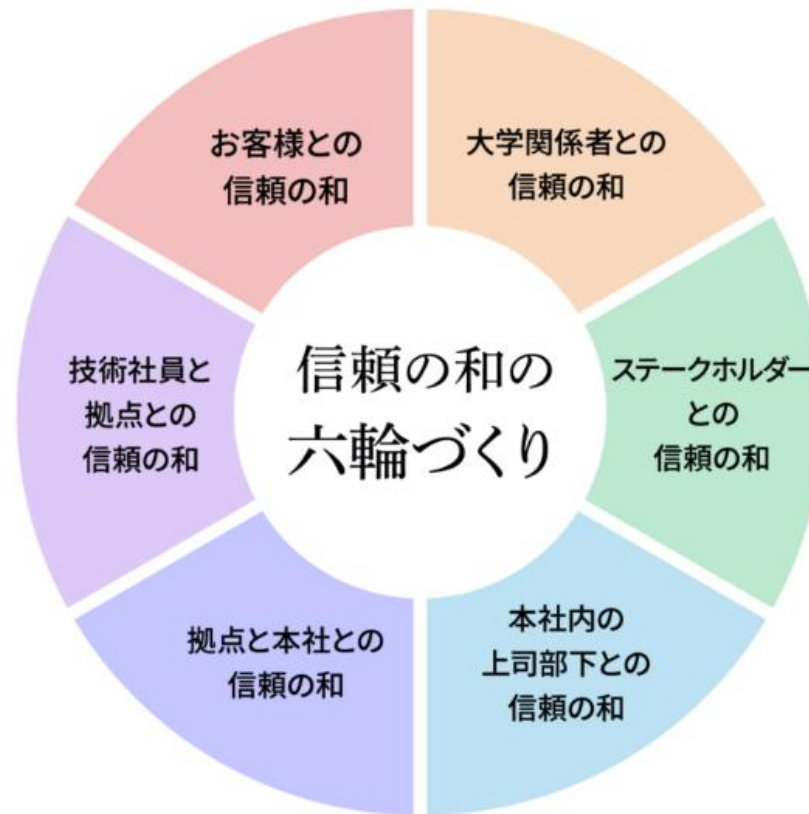 お客様との
信頼の和
大学関係者との
信頼の和
技術社員と
拠点との
信頼の和
信頼の和の
六輪づくり
ステークホルダー
との
信頼の和
拠点と本社との
信頼の和
本社内の
上司部下との
信頼の和